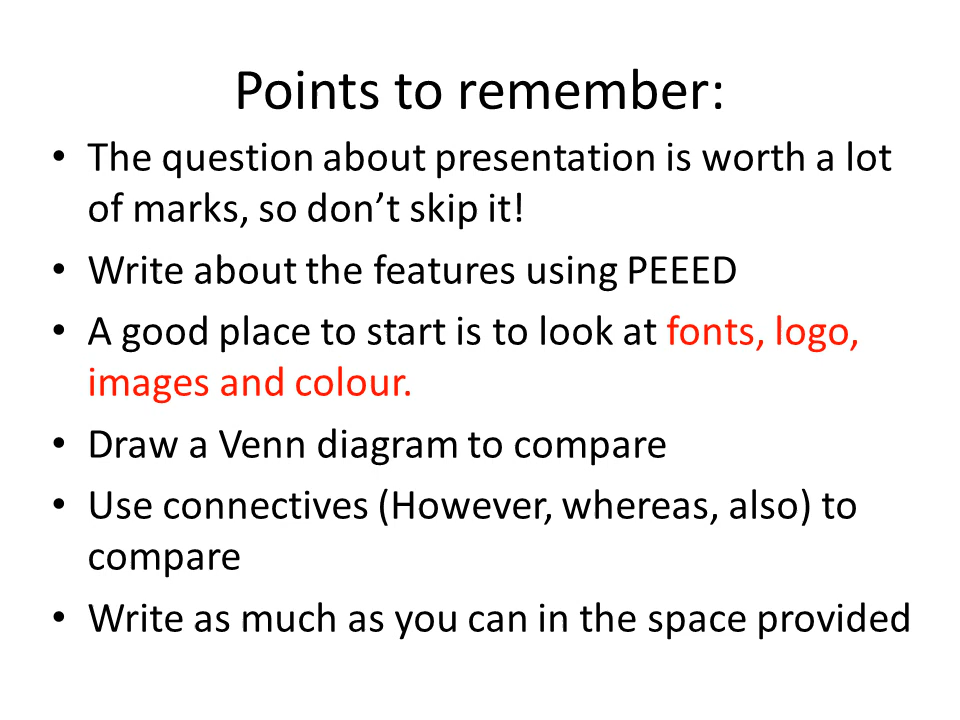 Points to remember:
• The question about presentation is worth a lot
of marks, so don’t skip it!
• Write about the features using PEEED
• A good place to start is to look at fonts, logo,
images and colour.
• Draw a Venn diagram to compare
• Use connectives (However, whereas, also) to
compare
• Write as much as you can in the space provided